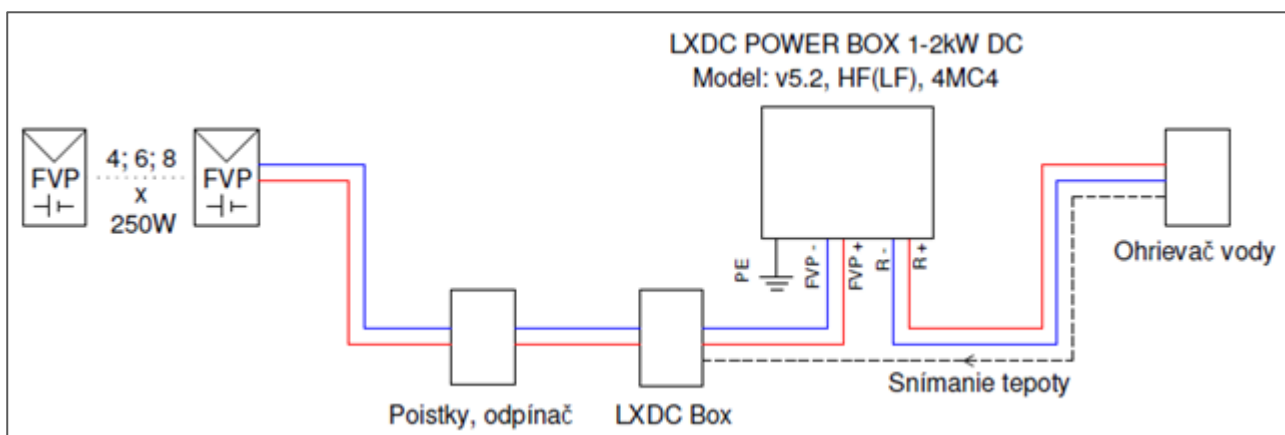 LXDC POWER BOX 1-2kW DC
Model: v5.2, HF(LF), 4MC4
FVP
4; 6; 8
x
250W
FVP
PE
FVP -
FVP +
R -
R +
Ohrievač vody
Snímanie tepoty
Poistky, odpínač
LXDC Box